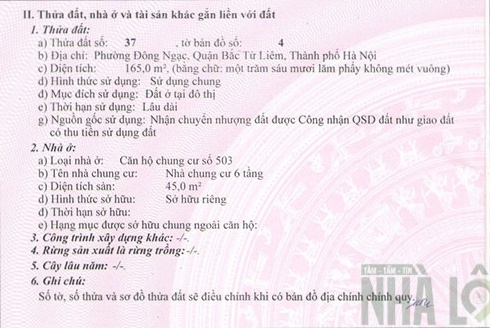 II. Thửa đất, nhà ở và tài sản khác gắn liền với đất
1. Thửa đất:
a) Thửa đất số: 37 , tờ bản đồ số: 4
b) Địa chỉ: Phường Đông Ngạc, Quận Bắc Từ Liêm, Thành phố Hà Nội
c) Diện tích: 165,0 m², (bằng chữ: một trăm sáu mươi lăm phẩy không mét vuông)
d) Hình thức sử dụng: Sử dụng chung
đ) Mục đích sử dụng: Đất ở tại đô thị
e) Thời hạn sử dụng: Lâu dài
g) Nguồn gốc sử dụng: Nhận chuyển nhượng đất được Công nhận QSD đất như giao đất
có thu tiền sử dụng đất
2. Nhà ở:
a) Loại nhà ở: Căn hộ chung cư số 503
b) Tên nhà chung cư: Nhà chung cư 6 tầng
c) Diện tích sàn: 45,0 m²
d) Hình thức sở hữu: Sở hữu riêng
đ) Thời hạn sở hữu:
e) Hạng mục được sở hữu chung ngoài căn hộ:
3. Công trình xây dựng khác: -/-.
4. Rừng sản xuất là rừng trồng:-/-.
5. Cây lâu năm: -/-.
6. Ghi chú:
Số tờ, số thửa và sơ đồ thửa đất sẽ điều chỉnh khi có bản đồ địa chính chính quy
TÂM - TẦM - TÍN
NHÀ LỘ